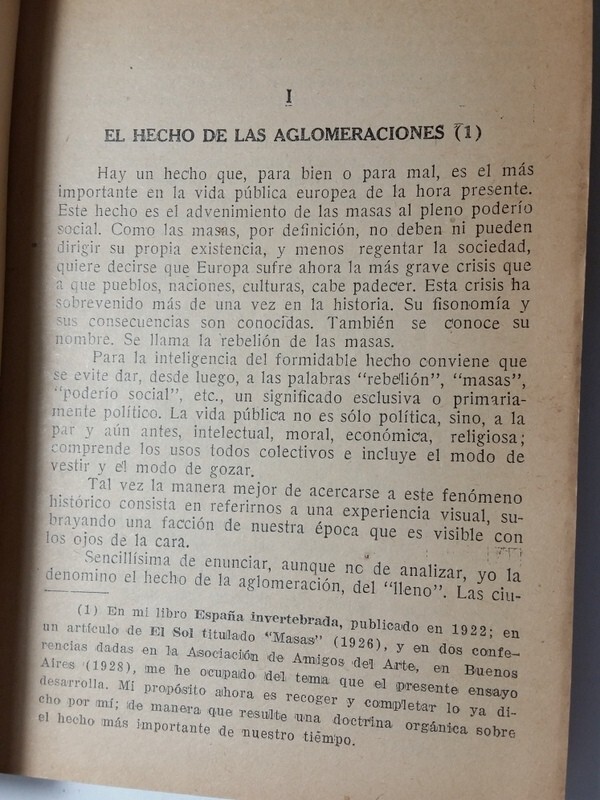 I
EL HECHO DE LAS AGLOMERACIONES (1)
Hay un hecho que, para bien o para mal, es el más
importante en la vida pública europea de la hora presente.
Este hecho es el advenimiento de las masas al pleno poderío
social. Como las masas, por definición, no deben ni pueden
dirigir su propia existencia, y menos regentar la sociedad,
quiere decirse que Europa sufre ahora la más grave crisis que
a que pueblos, naciones, culturas, cabe padecer. Esta crisis ha
sobrevenido más de una vez en la historia. Su fisonomía y
sus consecuencias son conocidas. También se conoce su
nombre. Se llama la rebelión de las masas.
Para la inteligencia del formidable hecho conviene que
se evite dar, desde luego, a las palabras "rebelión", "masas",
"poderío social", etc., un significado esclusiva o primaria-
mente político. La vida pública no es sólo política, sino, a la
par y aún antes, intelectual, moral, económica, religiosa;
comprende los usos todos colectivos e incluye el modo de
vestir y el modo de gozar.
Tal vez la manera mejor de acercarse a este fenómeno
histórico consista en referirnos a una experiencia visual, su-
brayando una facción de nuestra época que es visible con
los ojos de la cara.
Sencillísima de enunciar, aunque no de analizar, yo la
denomino el hecho de la aglomeración, del "lleno". Las ciu-
(1) En mi libro España invertebrada, publicado en 1922; en
un artículo de El Sol titulado "Masas" (1926), y en dos confe-
rencias dadas en la Asociación de Amigos del Arte, en Buenos
Aires (1928), me he ocupado del tema que el presente ensayo
desarrolla. Mi propósito ahora es recoger y completar lo ya di-
cho por mí; de manera que resulte una doctrina orgánica sobre
el hecho más importante de nuestro tiempo.